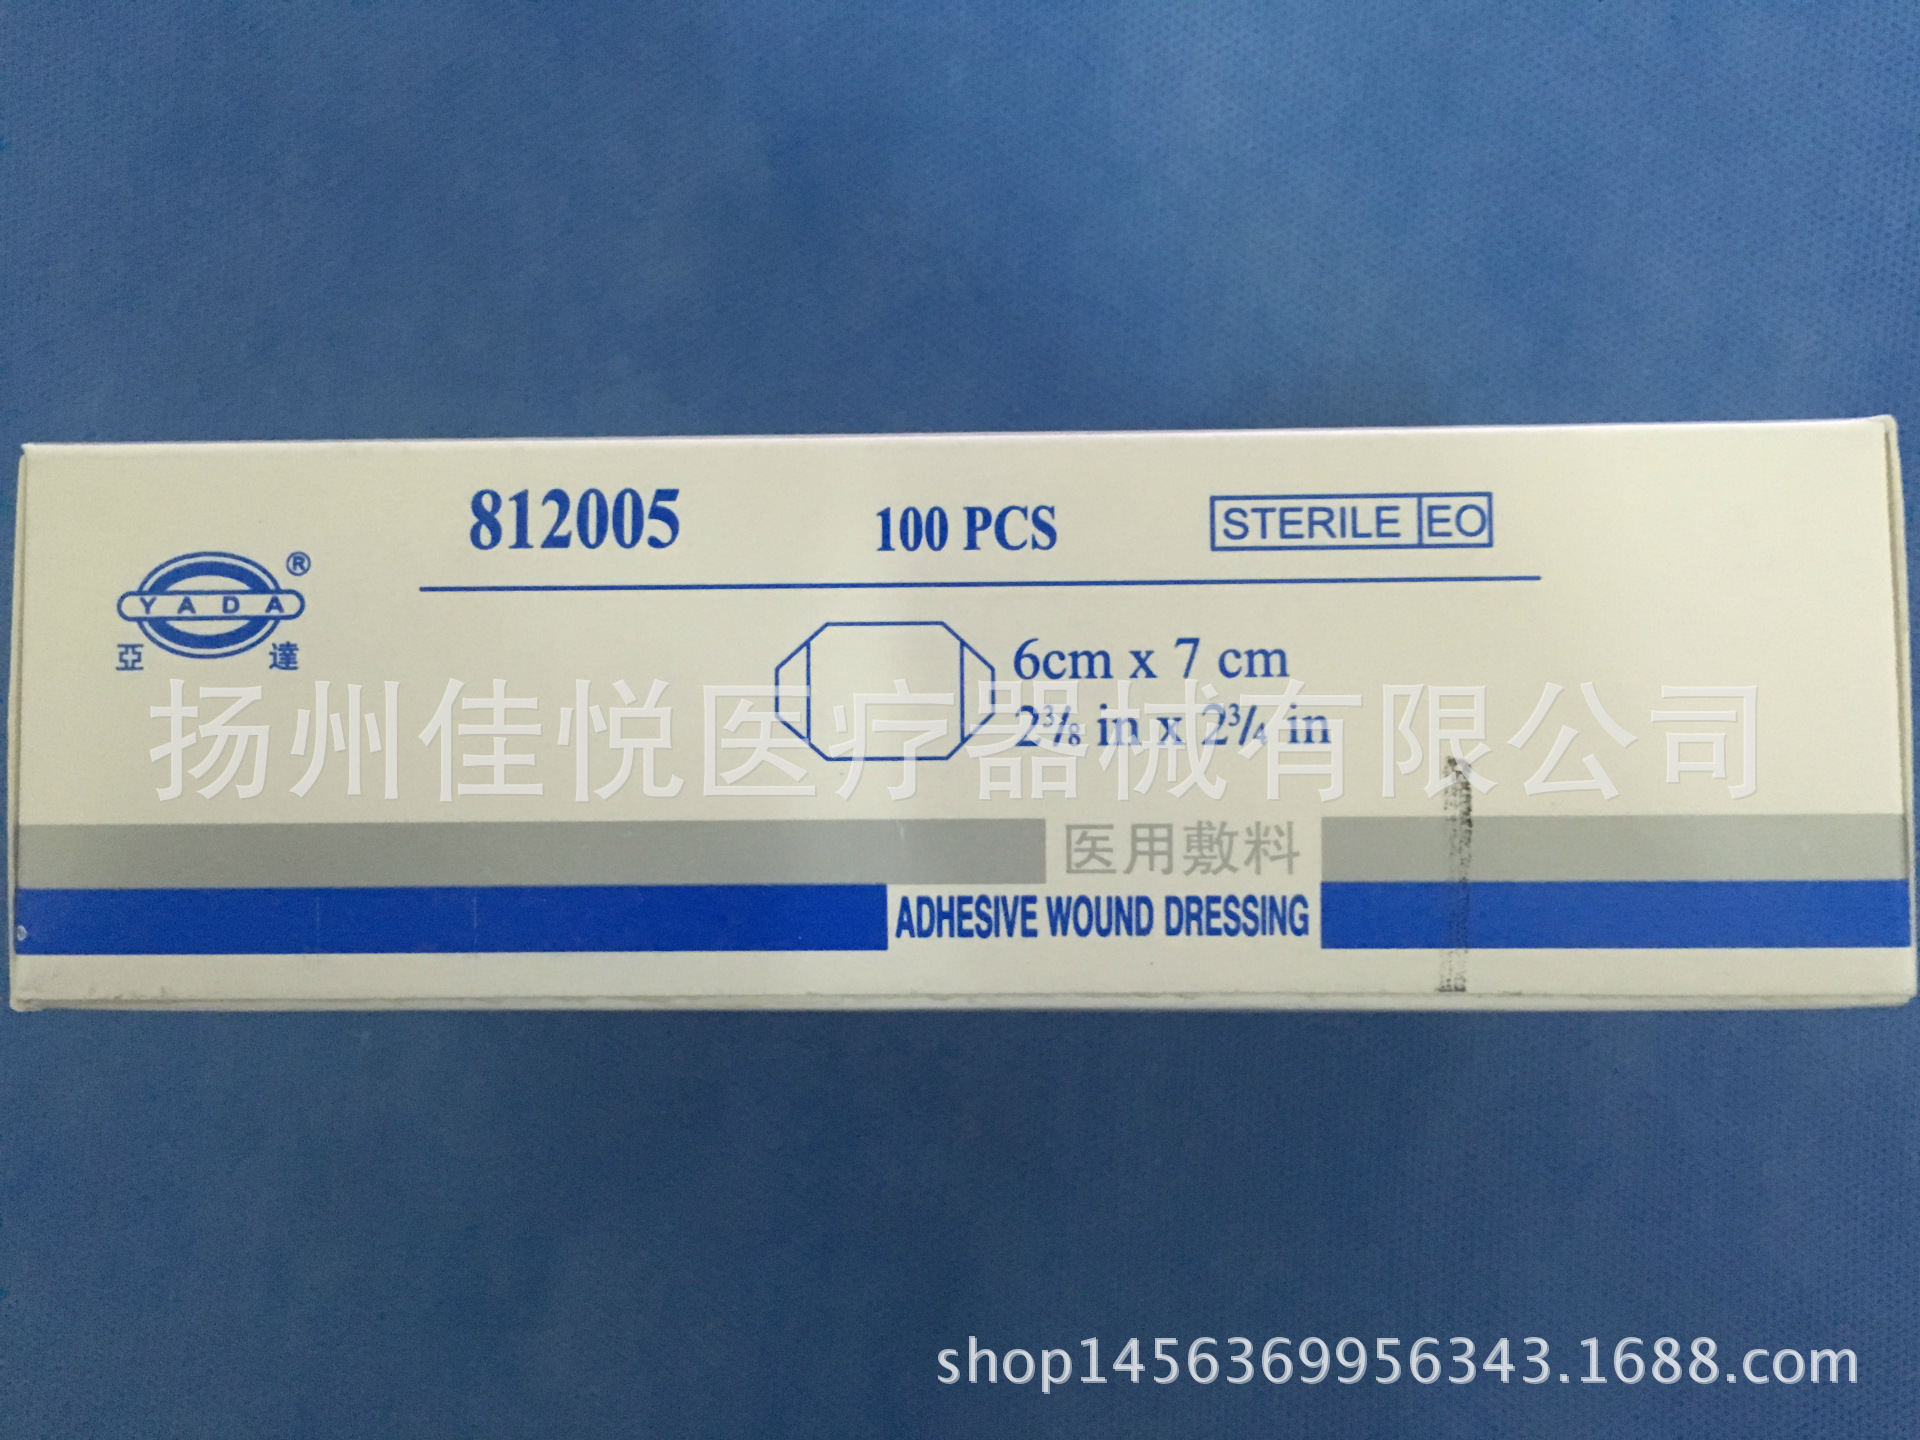 812005
100 PCS
STERILE EO
®
YADA
亞 達
6cm x 7 cm
2⅜ in x 2¾ in
扬州佳悦医疗器械有限公司
医用敷料
ADHESIVE WOUND DRESSING
shop1456369956343.1688.com